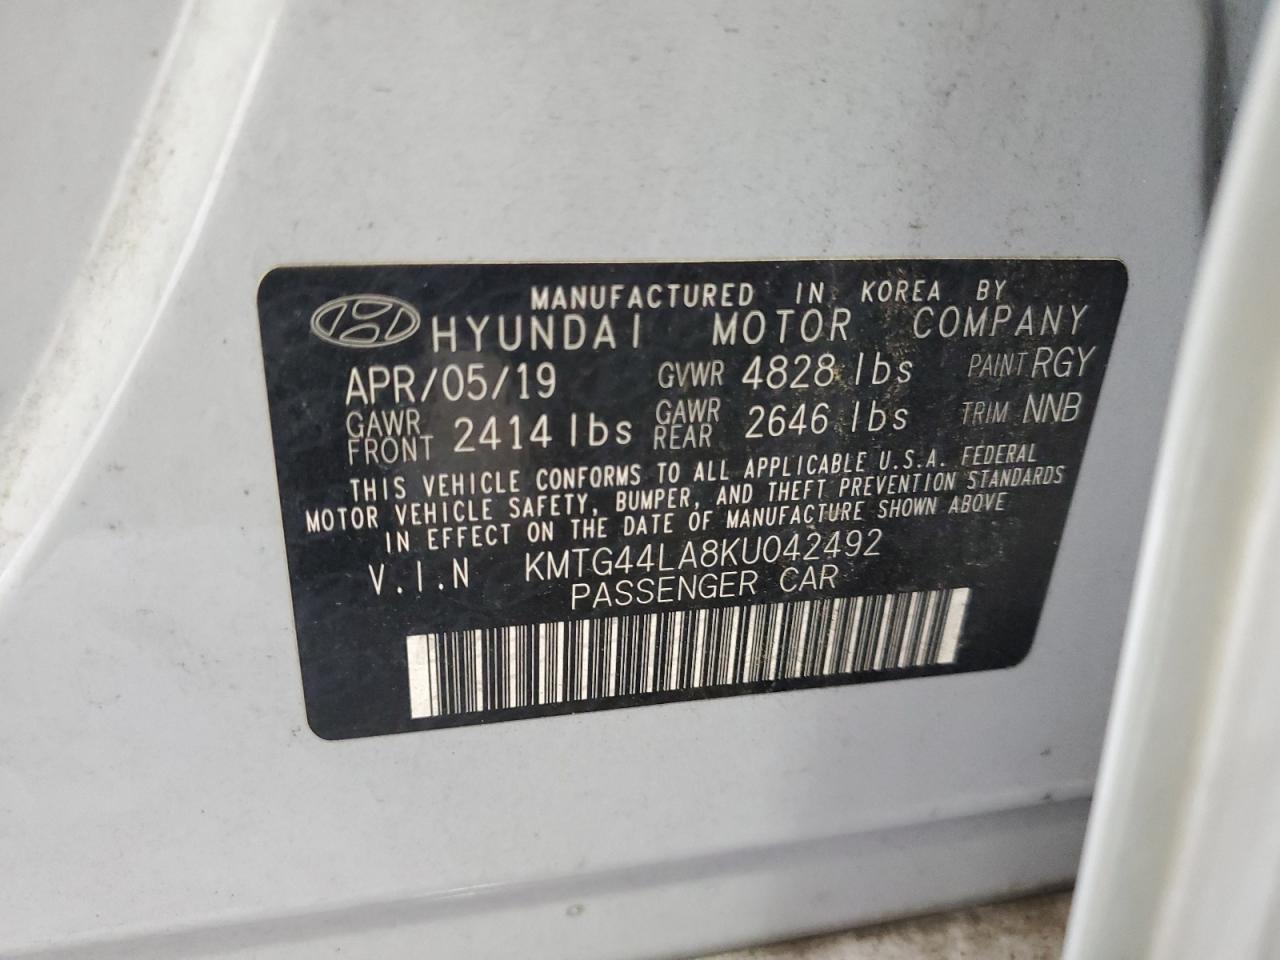 MANUFACTURED IN KOREA BY
HYUNDAI MOTOR COMPANY
APR/05/19 GVWR 4828 lbs PAINT RGY
GAWR FRONT 2414 lbs GAWR REAR 2646 lbs TRIM NNB
THIS VEHICLE CONFORMS TO ALL APPLICABLE U.S.A. FEDERAL
MOTOR VEHICLE SAFETY, BUMPER, AND THEFT PREVENTION STANDARDS
IN EFFECT ON THE DATE OF MANUFACTURE SHOWN ABOVE
V.I.N KMTG44LA8KU042492
PASSENGER CAR